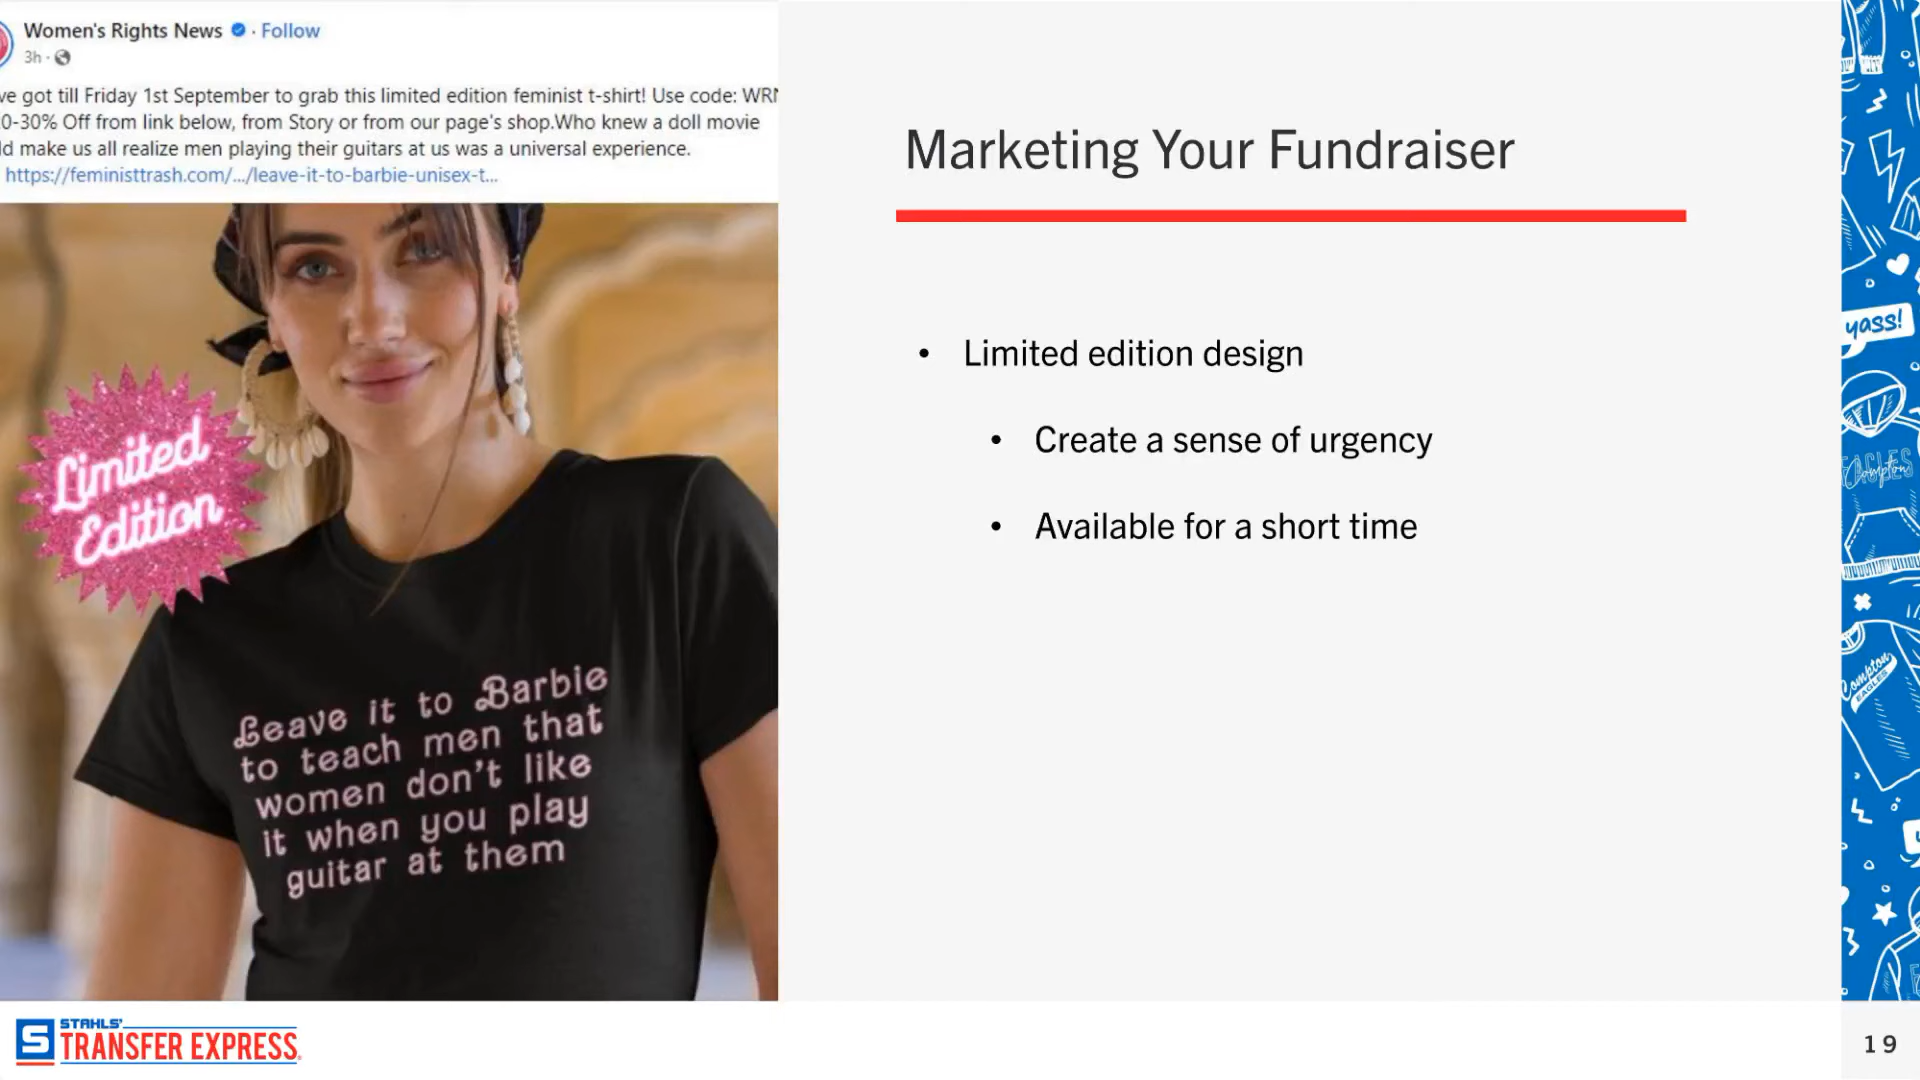 Women's Rights News · Follow
3h ·
ve got till Friday 1st September to grab this limited edition feminist t-shirt! Use code: WRN
0-30% Off from link below, from Story or from our page's shop.Who knew a doll movie
ld make us all realize men playing their guitars at us was a universal experience.
https://feministtrash.com/.../leave-it-to-barbie-unisex-t...
Limited
Edition
Leave it to Barbie
to teach men that
women don't like
it when you play
guitar at them
Marketing Your Fundraiser
• Limited edition design
• Create a sense of urgency
• Available for a short time
yass!
EAGLES
Compton
Compton
EAGLES
S STAHLS'
TRANSFER EXPRESS
19